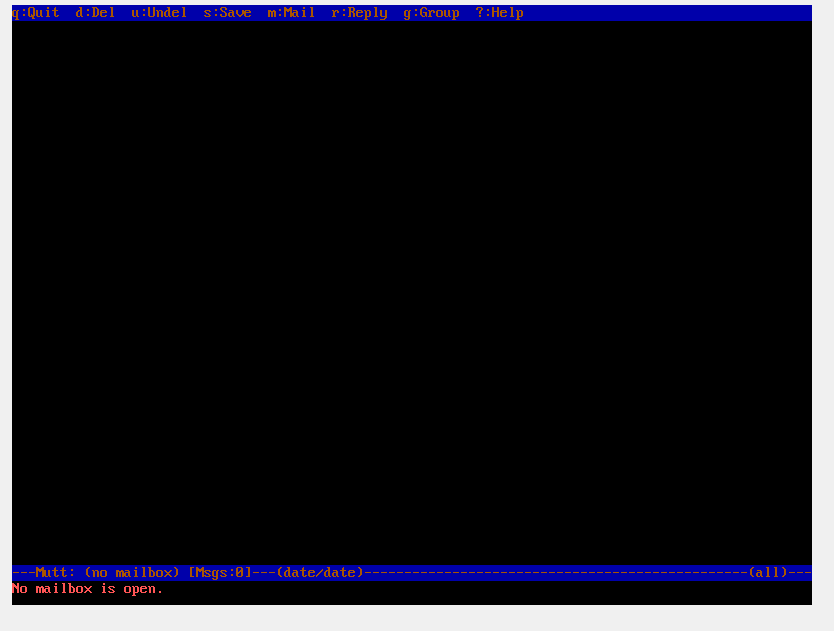 q:Quit  d:Del  u:Undel  s:Save  m:Mail  r:Reply  g:Group  ?:Help
---Mutt: (no mailbox) [Msgs:0]---(date/date)------------------------------------------------(all)---
No mailbox is open.